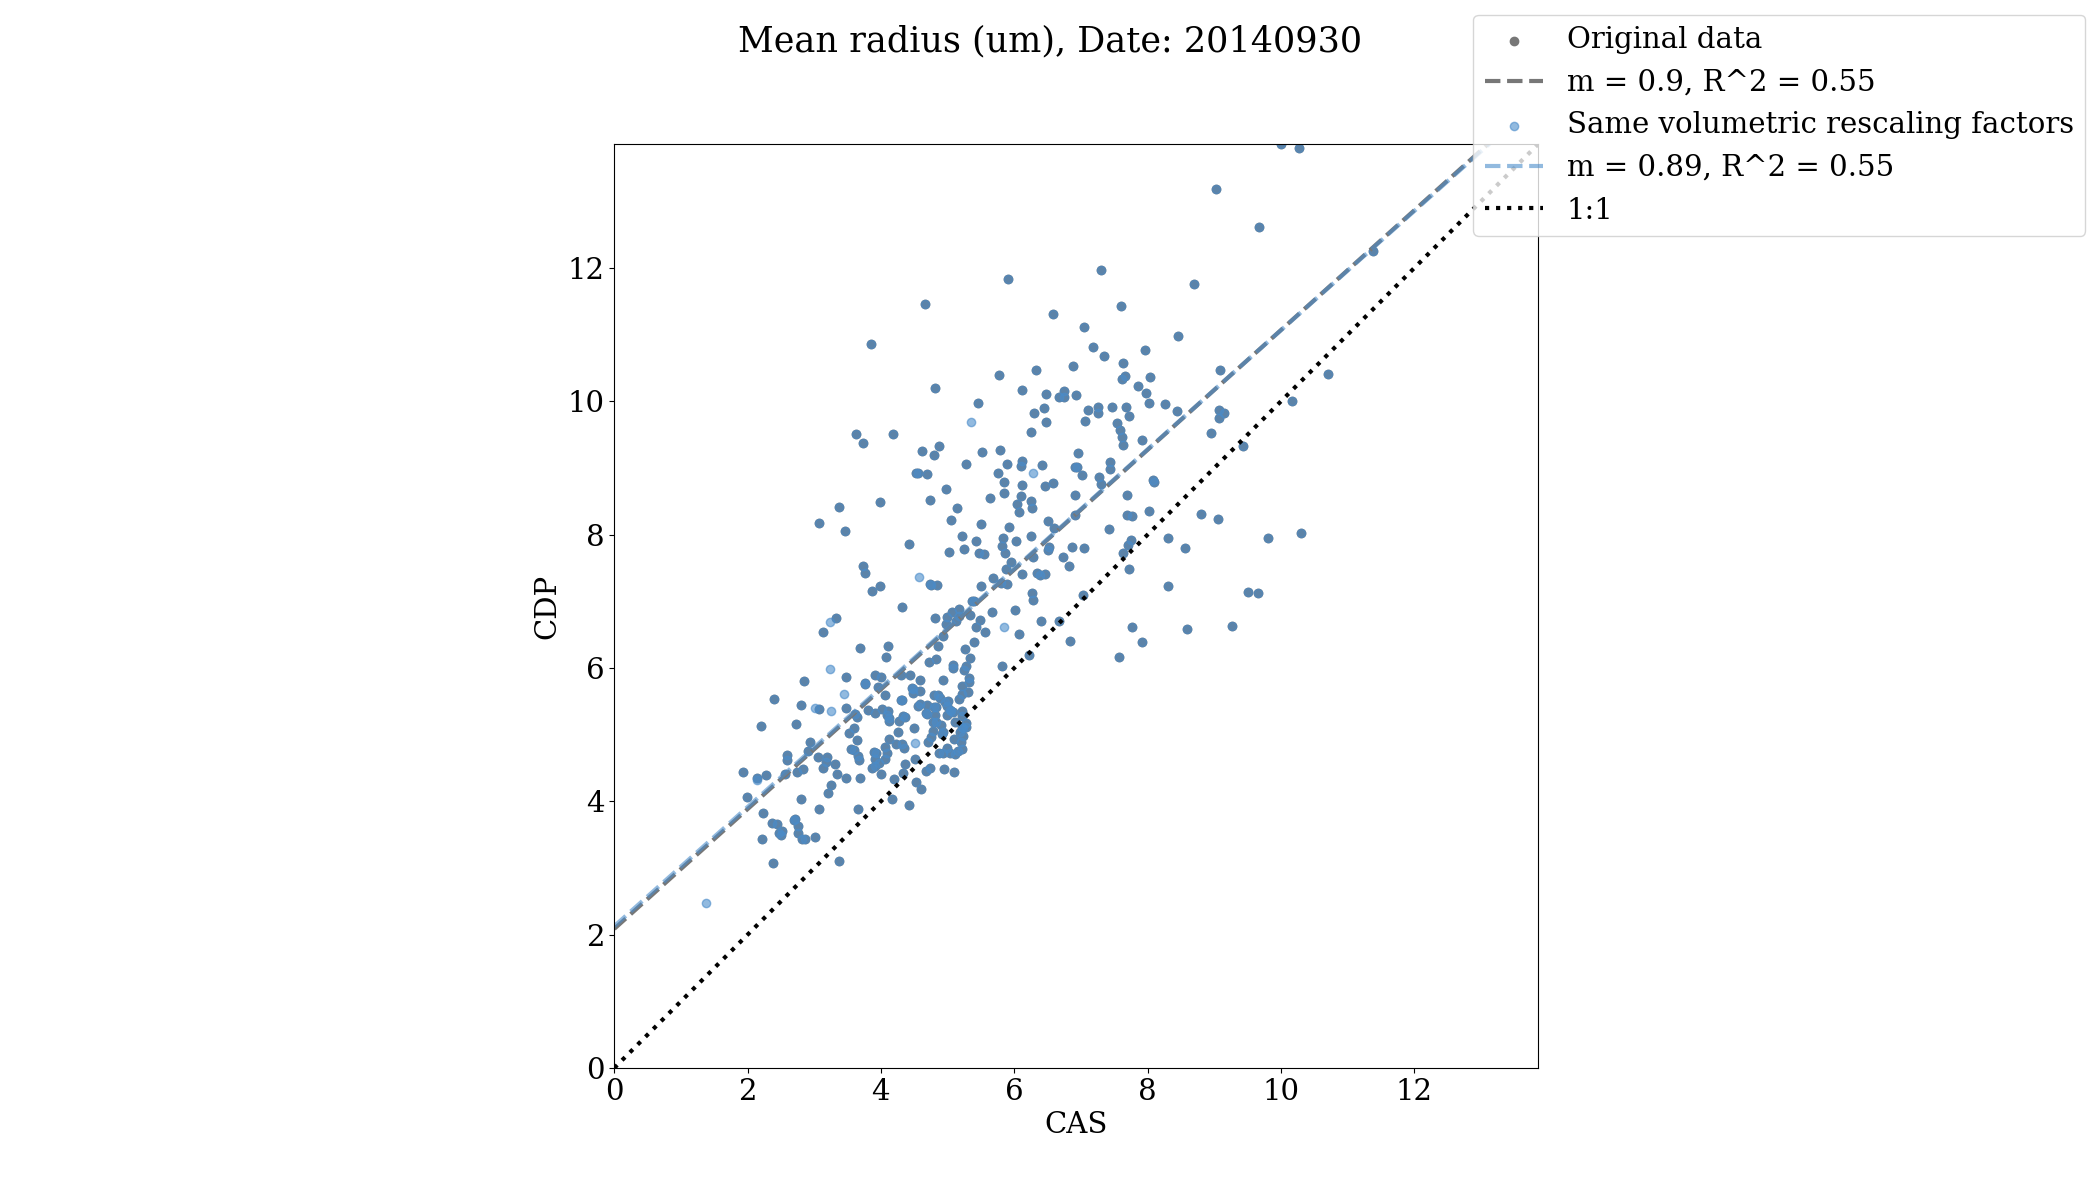 Mean radius (um), Date: 20140930
Original data
m = 0.9, R^2 = 0.55
Same volumetric rescaling factors
m = 0.89, R^2 = 0.55
1:1
12
10
8
6
4
2
0
CDP
0 2 4 6 8 10 12
CAS